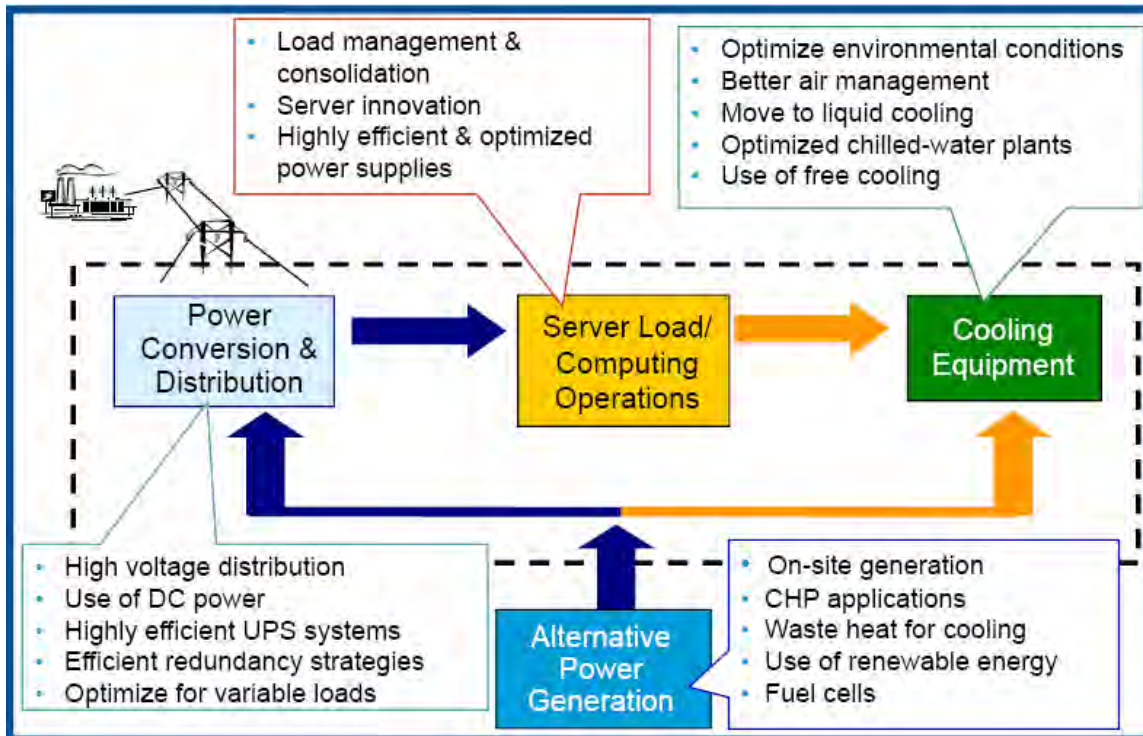 • Load management &
consolidation
• Server innovation
• Highly efficient & optimized
power supplies
• Optimize environmental conditions
• Better air management
• Move to liquid cooling
• Optimized chilled-water plants
• Use of free cooling
Power
Conversion &
Distribution
Server Load/
Computing
Operations
Cooling
Equipment
• High voltage distribution
• Use of DC power
• Highly efficient UPS systems
• Efficient redundancy strategies
• Optimize for variable loads
Alternative
Power
Generation
• On-site generation
• CHP applications
• Waste heat for cooling
• Use of renewable energy
• Fuel cells